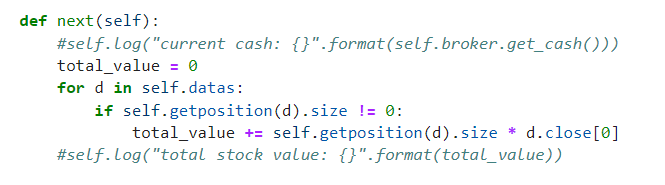 def next(self):
    #self.log("current cash: {}".format(self.broker.get_cash()))
    total_value = 0
    for d in self.datas:
        if self.getposition(d).size != 0:
            total_value += self.getposition(d).size * d.close[0]
    #self.log("total stock value: {}".format(total_value))